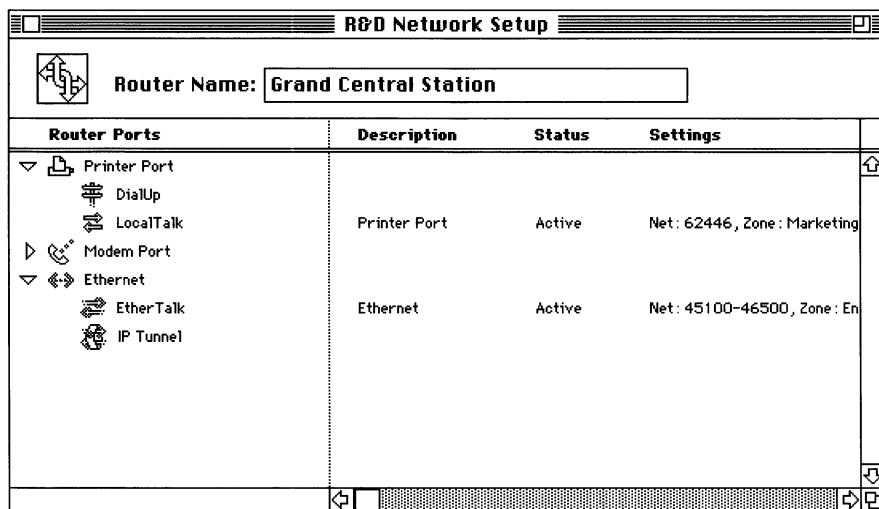 R&D Network Setup
Router Name: Grand Central Station
Router Ports Description Status Settings
Printer Port
DialUp
LocalTalk Printer Port Active Net: 62446, Zone: Marketing
Modem Port
Ethernet
EtherTalk Ethernet Active Net: 45100-46500, Zone: En
IP Tunnel